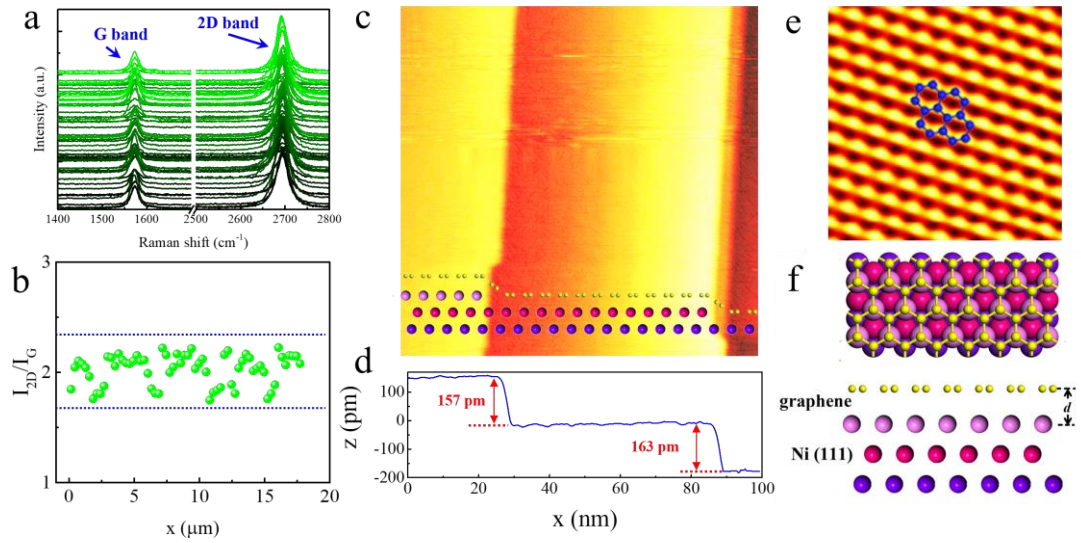 a
G band
2D band
Intensity (a.u.)
1400 1600 2500 2600 2700 2800
Raman shift (cm⁻¹)
b
I2D/IG
3
2
1
0 5 10 15 20
x (μm)
c
d
z (pm)
100
0
-100
-200
157 pm
163 pm
0 20 40 60 80 100
x (nm)
e
f
graphene
d
Ni (111)